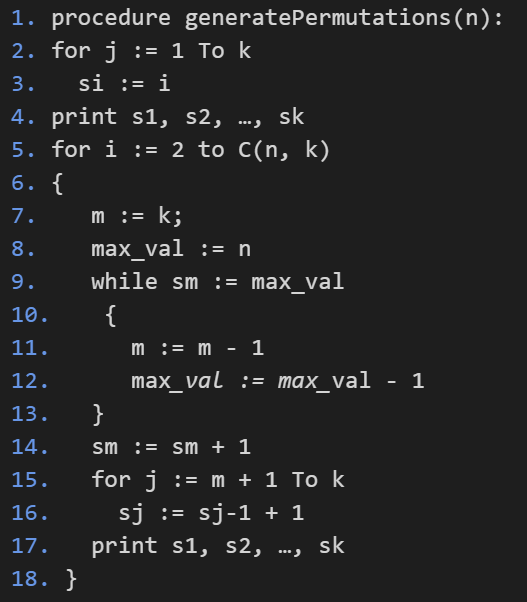 1. procedure generatePermutations(n):
2. for j := 1 To k
3. si := i
4. print s1, s2, …, sk
5. for i := 2 to C(n, k)
6. {
7. m := k;
8. max_val := n
9. while sm := max_val
10. {
11. m := m - 1
12. max_val := max_val - 1
13. }
14. sm := sm + 1
15. for j := m + 1 To k
16. sj := sj-1 + 1
17. print s1, s2, …, sk
18. }